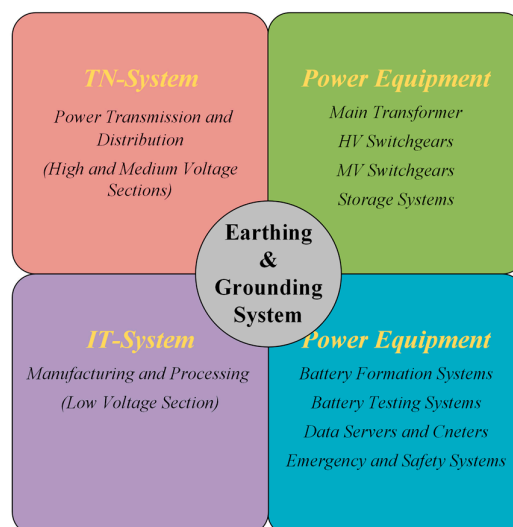 TN-System
Power Transmission and
Distribution
(High and Medium Voltage
Sections)
Power Equipment
Main Transformer
HV Switchgears
MV Switchgears
Storage Systems
Earthing
&
Grounding
System
IT-System
Manufacturing and Processing
(Low Voltage Section)
Power Equipment
Battery Formation Systems
Battery Testing Systems
Data Servers and Cneters
Emergency and Safety Systems